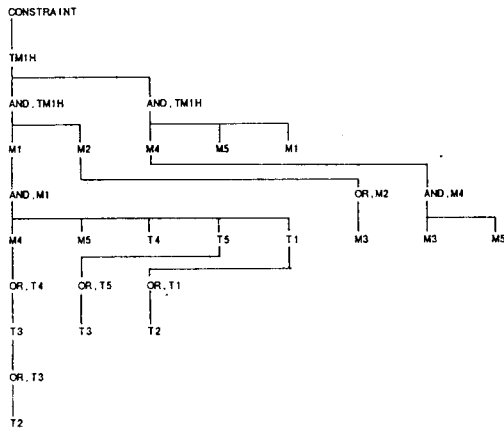 CONSTRAINT
TM1H
AND,TM1H AND,TM1H
M1 M2 M4 M5 M1
AND,M1 OR,M2 AND,M4
M4 M5 T4 T5 T1 M3 M3 M5
OR,T4 OR,T5 OR,T1
T3 T3 T2
OR,T3
T2